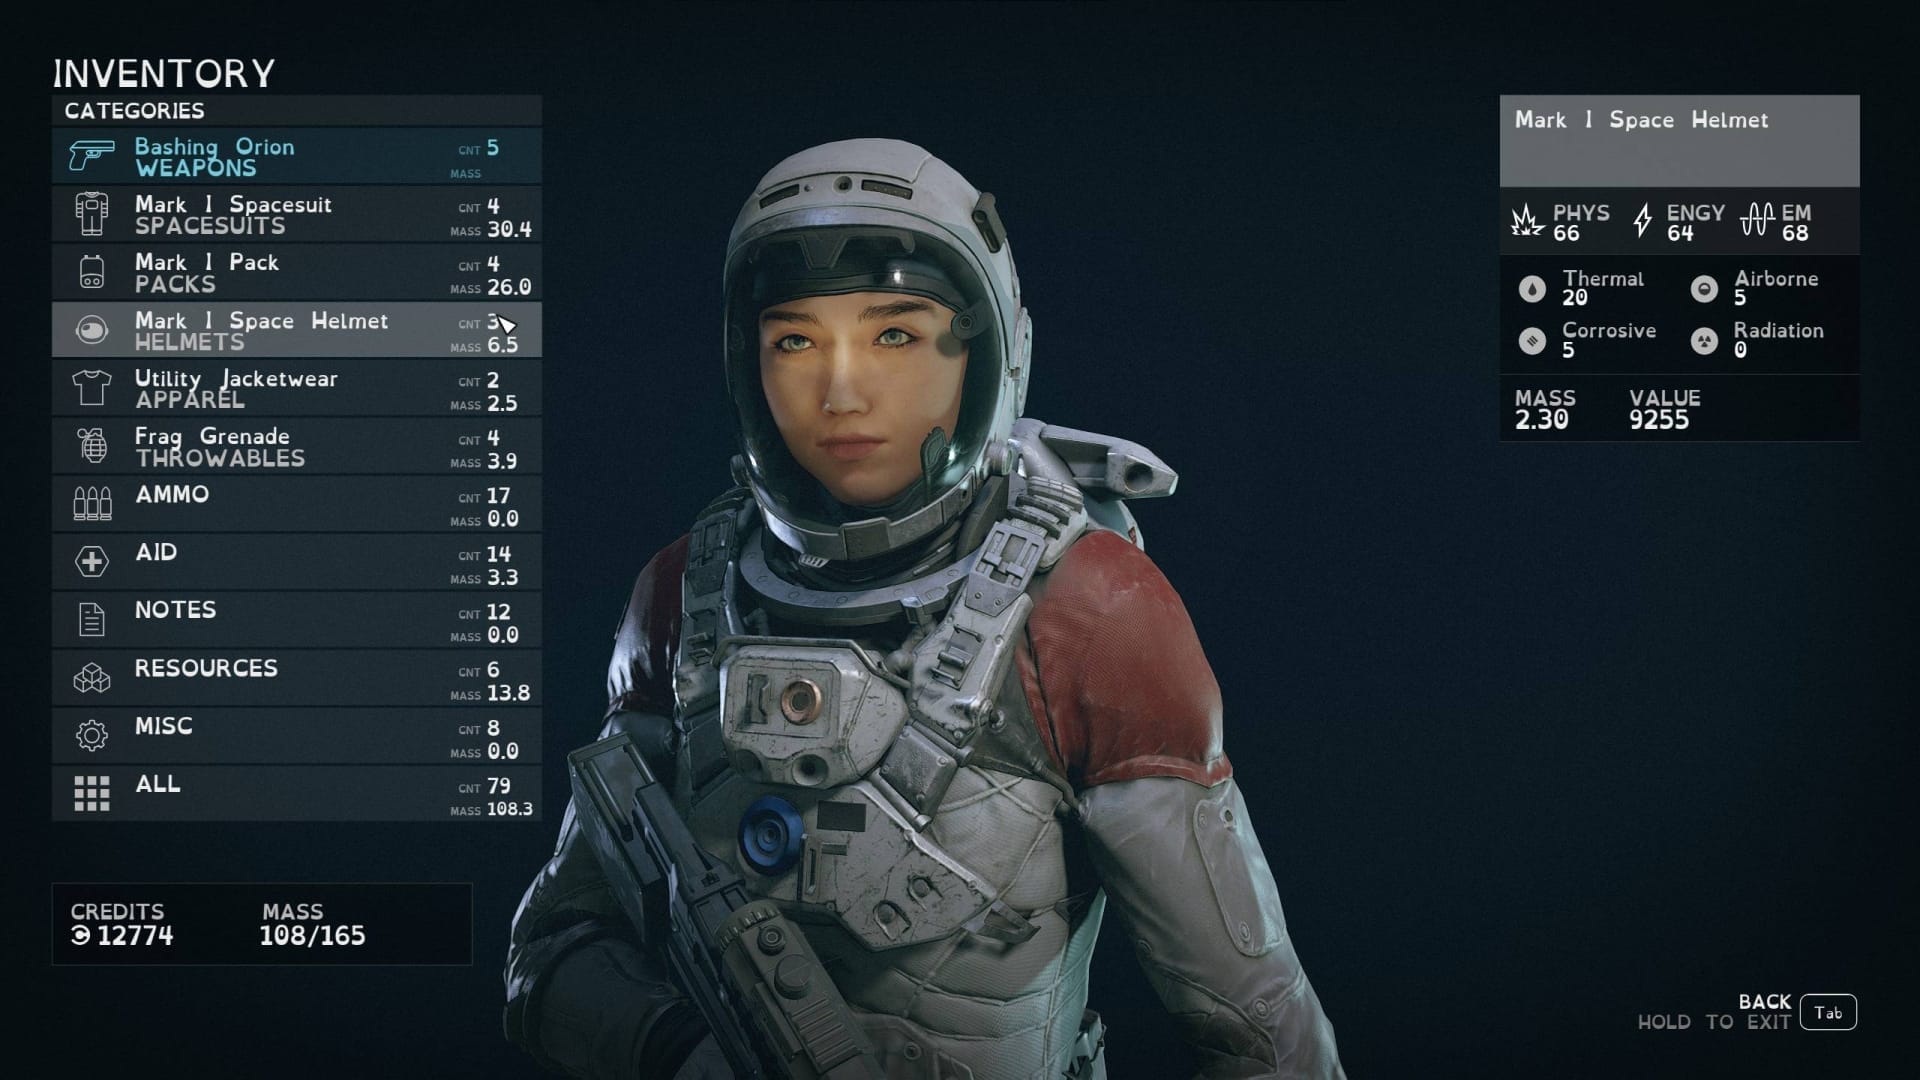 INVENTORY
CATEGORIES
Bashing Orion CNT 5
WEAPONS MASS
Mark I Spacesuit CNT 4
SPACESUITS MASS 30.4
Mark I Pack CNT 4
PACKS MASS 26.0
Mark I Space Helmet CNT 3
HELMETS MASS 6.5
Utility Jacketwear CNT 2
APPAREL MASS 2.5
Frag Grenade CNT 4
THROWABLES MASS 3.9
AMMO CNT 17
MASS 0.0
AID CNT 14
MASS 3.3
NOTES CNT 12
MASS 0.0
RESOURCES CNT 6
MASS 13.8
MISC CNT 8
MASS 0.0
ALL CNT 79
MASS 108.3
CREDITS MASS
12774 108/165
Mark I Space Helmet
PHYS ENGY EM
66 64 68
Thermal Airborne
20 5
Corrosive Radiation
5 0
MASS VALUE
2.30 9255
BACK
HOLD TO EXIT Tab